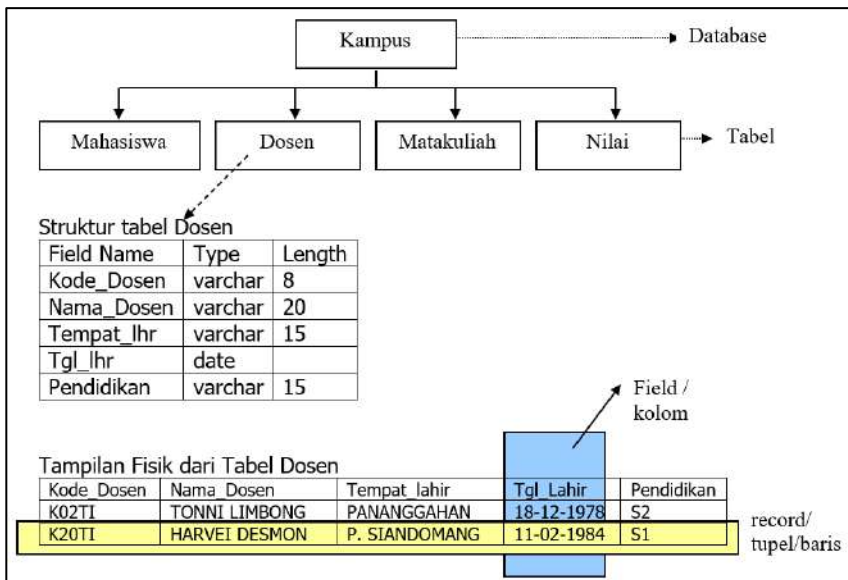 Kampus
Database
Mahasiswa Dosen Matakuliah Nilai Tabel
Struktur tabel Dosen
Field Name Type Length
Kode_Dosen varchar 8
Nama_Dosen varchar 20
Tempat_lhr varchar 15
Tgl_lhr date
Pendidikan varchar 15
Field /
kolom
Tampilan Fisik dari Tabel Dosen
Kode_Dosen Nama_Dosen Tempat_lahir Tgl_Lahir Pendidikan
K02TI TONNI LIMBONG PANANGGAHAN 18-12-1978 S2
K20TI HARVEI DESMON P. SIANDOMANG 11-02-1984 S1
record/
tupel/baris